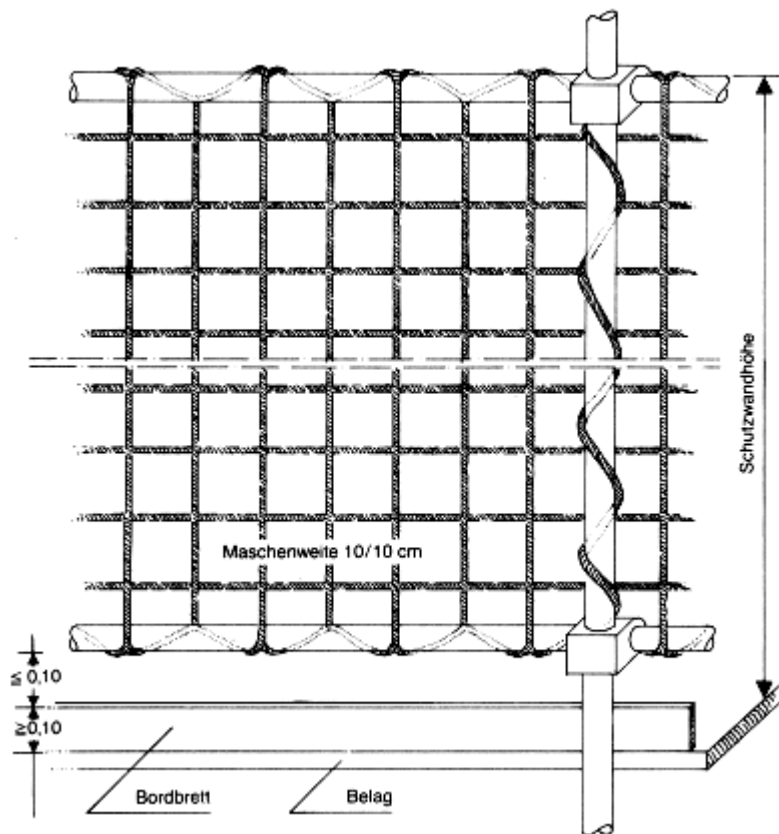 Schutzwandhöhe
Maschenweite 10/10 cm
≦ 0,10
≧ 0,10
Bordbrett
Belag